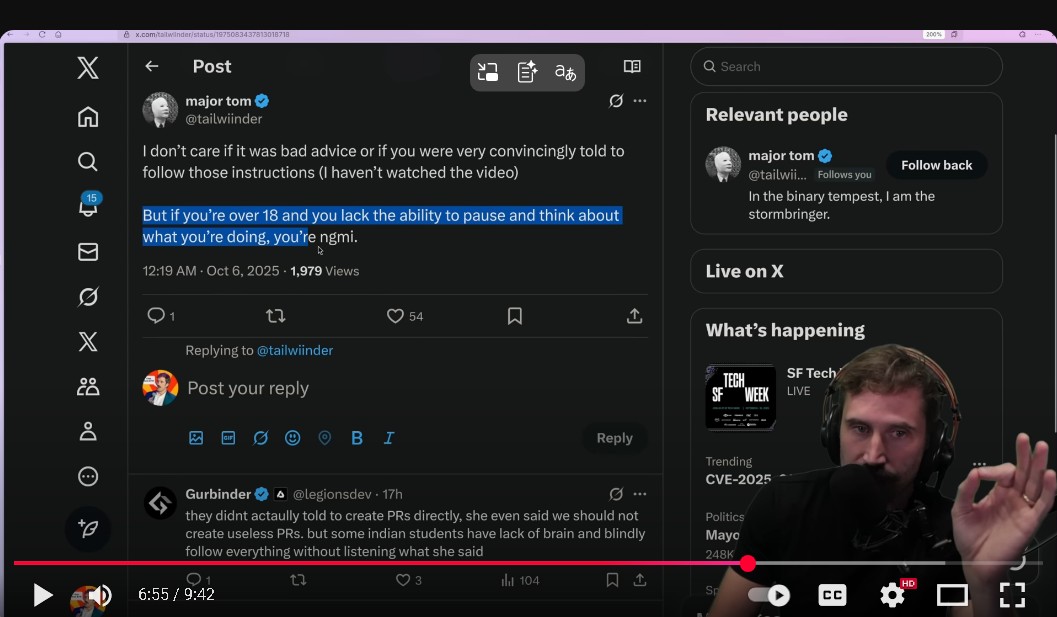 x.com/tailwiinder/status/1975083437813018718
200%
Post
Search
major tom
@tailwiinder
I don't care if it was bad advice or if you were very convincingly told to
follow those instructions (I haven't watched the video)
But if you're over 18 and you lack the ability to pause and think about
what you're doing, you're ngmi.
12:19 AM · Oct 6, 2025 · 1,979 Views
1
54
Replying to @tailwiinder
Post your reply
GIF
B I
Reply
Gurbinder @legionsdev · 17h
they didnt actaully told to create PRs directly, she even said we should not
create useless PRs. but some indian students have lack of brain and blindly
follow everything without listening what she said
1
3
104
15
Relevant people
major tom
@tailwii... Follows you
Follow back
In the binary tempest, I am the
stormbringer.
Live on X
What's happening
TECH
SF WEEK
SF Tech
LIVE
Trending
CVE-2025
Politics
Mayo
248K
Sp
6:55 / 9:42
CC
HD